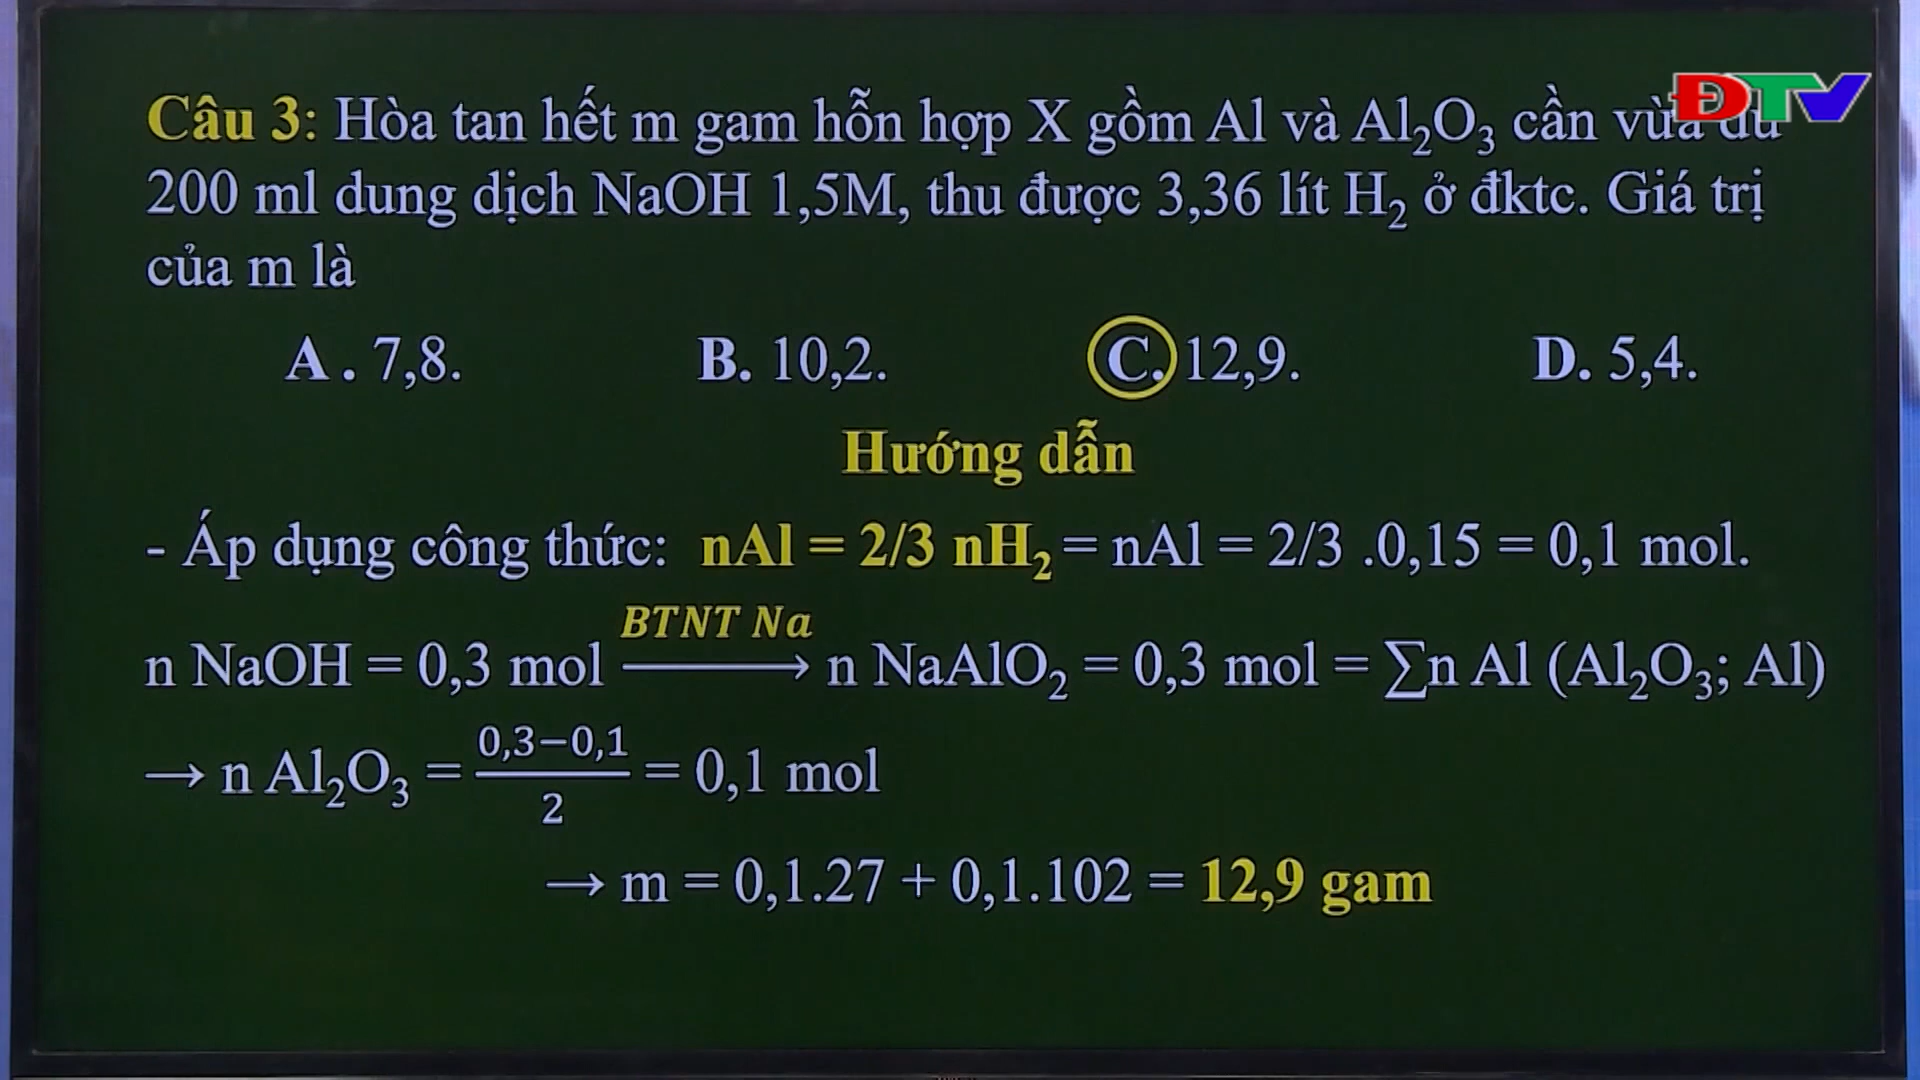 ĐTV
Câu 3: Hòa tan hết m gam hỗn hợp X gồm Al và Al₂O₃ cần vừa đủ
200 ml dung dịch NaOH 1,5M, thu được 3,36 lít H₂ ở đktc. Giá trị
của m là
A . 7,8. B. 10,2. C. 12,9. D. 5,4.
Hướng dẫn
- Áp dụng công thức: nAl = 2/3 nH₂ = nAl = 2/3 .0,15 = 0,1 mol.
BTNT Na
n NaOH = 0,3 mol ⟶ n NaAlO₂ = 0,3 mol = ∑n Al (Al₂O₃; Al)
→ n Al₂O₃ = (0,3−0,1)/2 = 0,1 mol
→ m = 0,1.27 + 0,1.102 = 12,9 gam